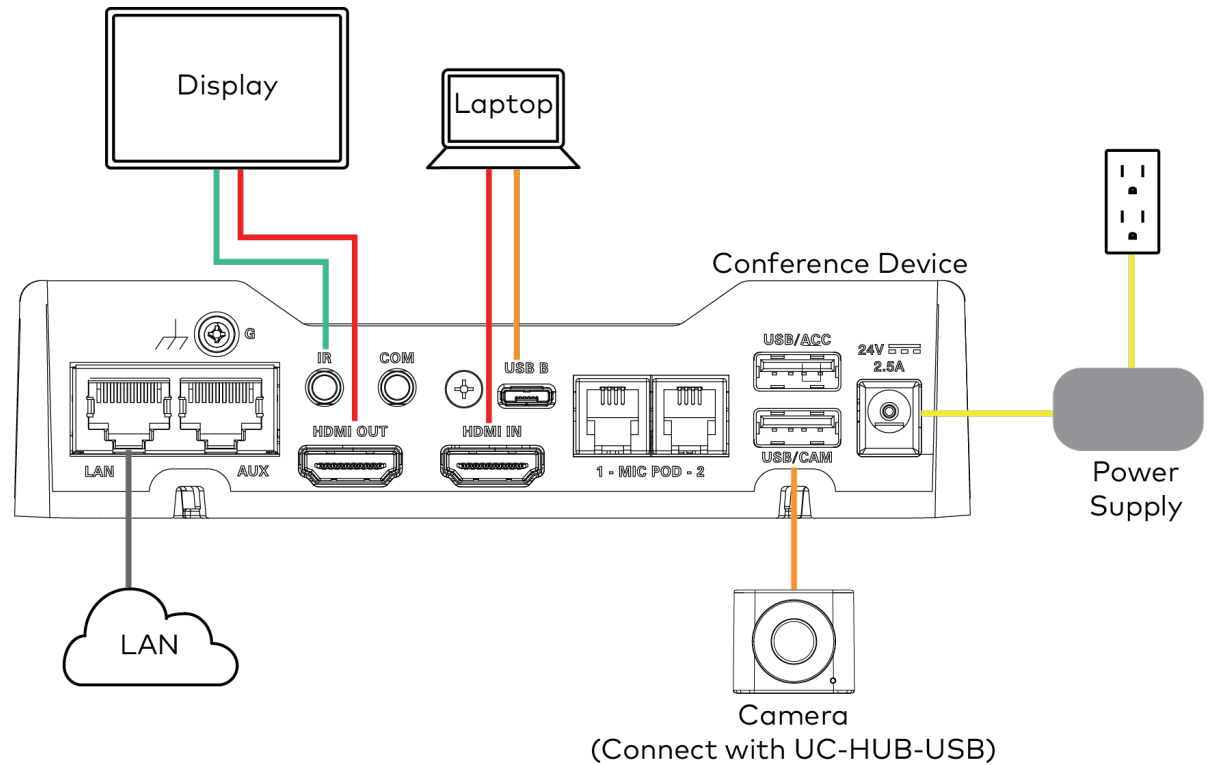 Display
Laptop
Conference Device
G
IR
COM
USB B
USB/ACC
24V
2.5A
HDMI OUT
HDMI IN
LAN
AUX
1 - MIC POD - 2
USB/CAM
Power
Supply
LAN
Camera
(Connect with UC-HUB-USB)